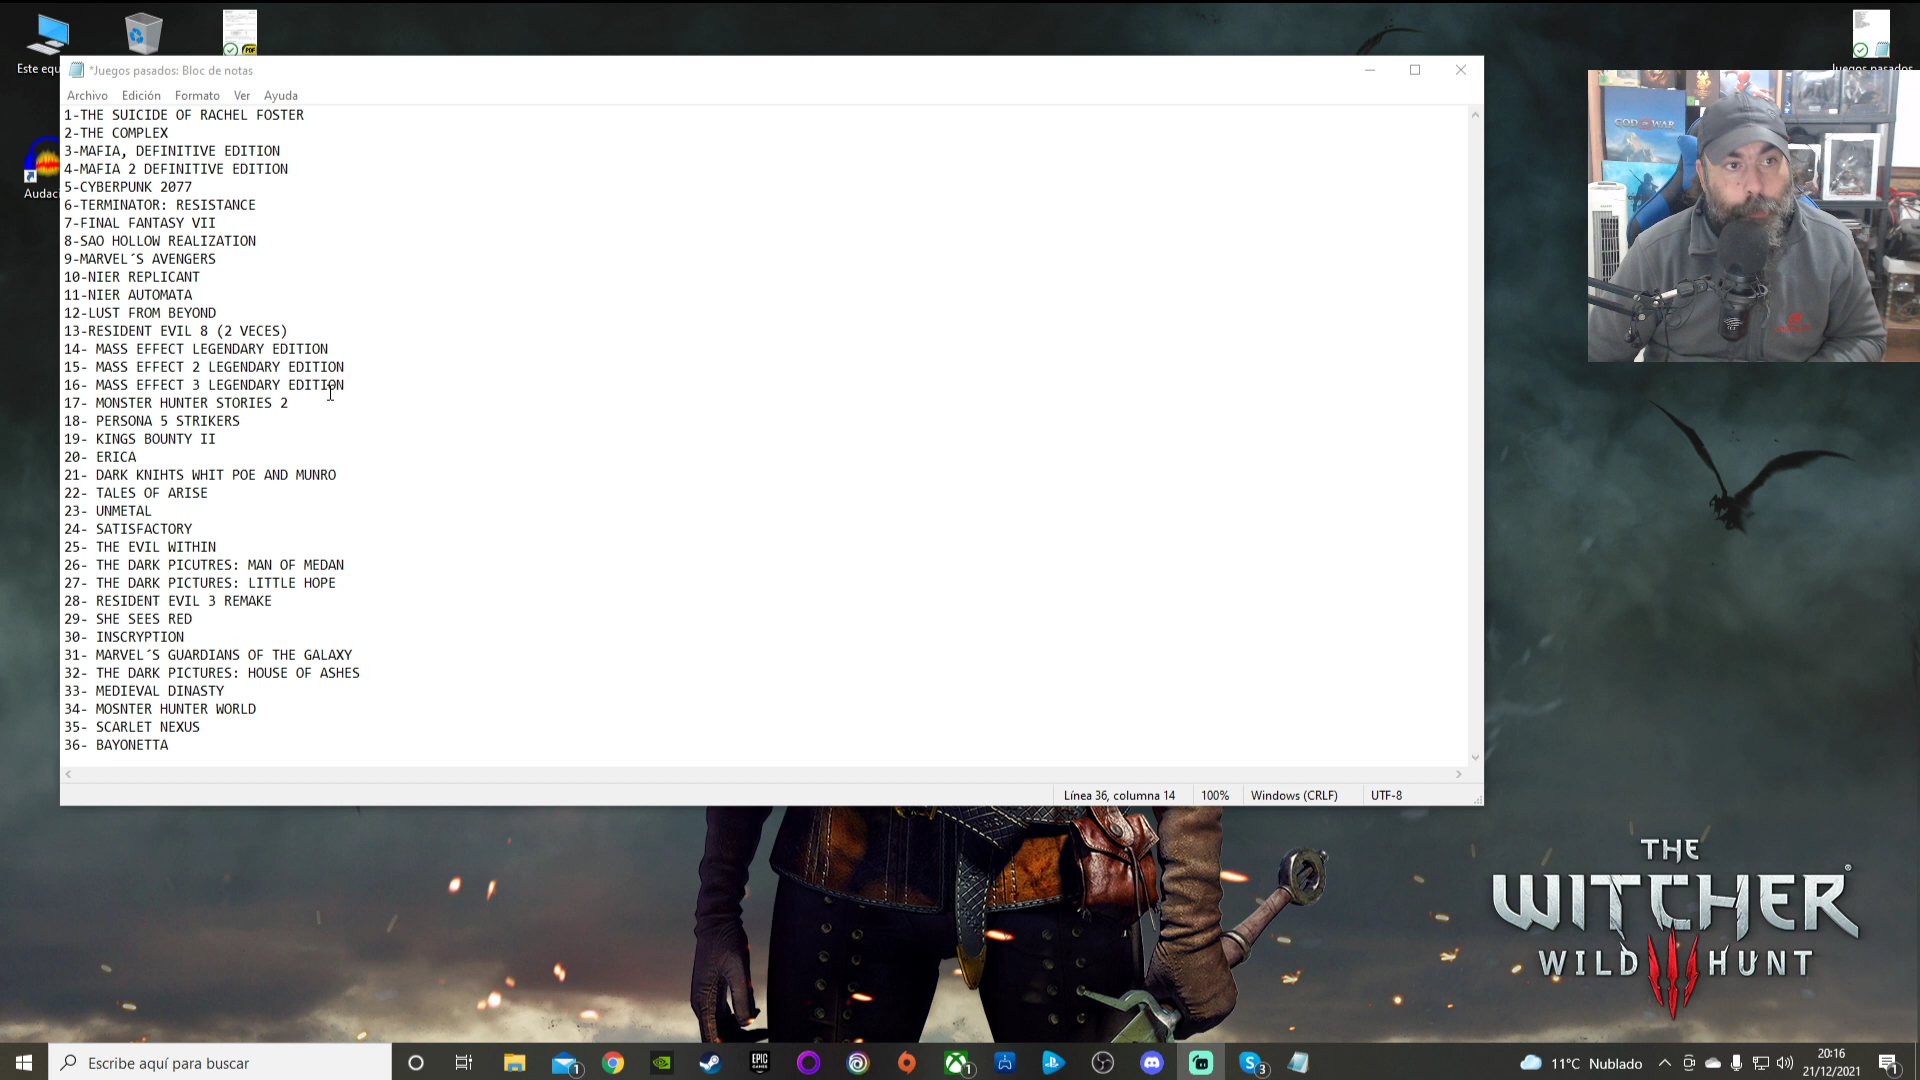 Este equ
Audac
Juegos pasados
*Juegos pasados: Bloc de notas
Archivo Edición Formato Ver Ayuda
1-THE SUICIDE OF RACHEL FOSTER
2-THE COMPLEX
3-MAFIA, DEFINITIVE EDITION
4-MAFIA 2 DEFINITIVE EDITION
5-CYBERPUNK 2077
6-TERMINATOR: RESISTANCE
7-FINAL FANTASY VII
8-SAO HOLLOW REALIZATION
9-MARVEL´S AVENGERS
10-NIER REPLICANT
11-NIER AUTOMATA
12-LUST FROM BEYOND
13-RESIDENT EVIL 8 (2 VECES)
14- MASS EFFECT LEGENDARY EDITION
15- MASS EFFECT 2 LEGENDARY EDITION
16- MASS EFFECT 3 LEGENDARY EDITION
17- MONSTER HUNTER STORIES 2
18- PERSONA 5 STRIKERS
19- KINGS BOUNTY II
20- ERICA
21- DARK KNIHTS WHIT POE AND MUNRO
22- TALES OF ARISE
23- UNMETAL
24- SATISFACTORY
25- THE EVIL WITHIN
26- THE DARK PICUTRES: MAN OF MEDAN
27- THE DARK PICTURES: LITTLE HOPE
28- RESIDENT EVIL 3 REMAKE
29- SHE SEES RED
30- INSCRYPTION
31- MARVEL´S GUARDIANS OF THE GALAXY
32- THE DARK PICTURES: HOUSE OF ASHES
33- MEDIEVAL DINASTY
34- MOSNTER HUNTER WORLD
35- SCARLET NEXUS
36- BAYONETTA
Línea 36, columna 14 100% Windows (CRLF) UTF-8
GOD OF WAR
THE
WITCHER
WILD HUNT
Escribe aquí para buscar
EPIC GAMES
11°C Nublado
20:16
21/12/2021